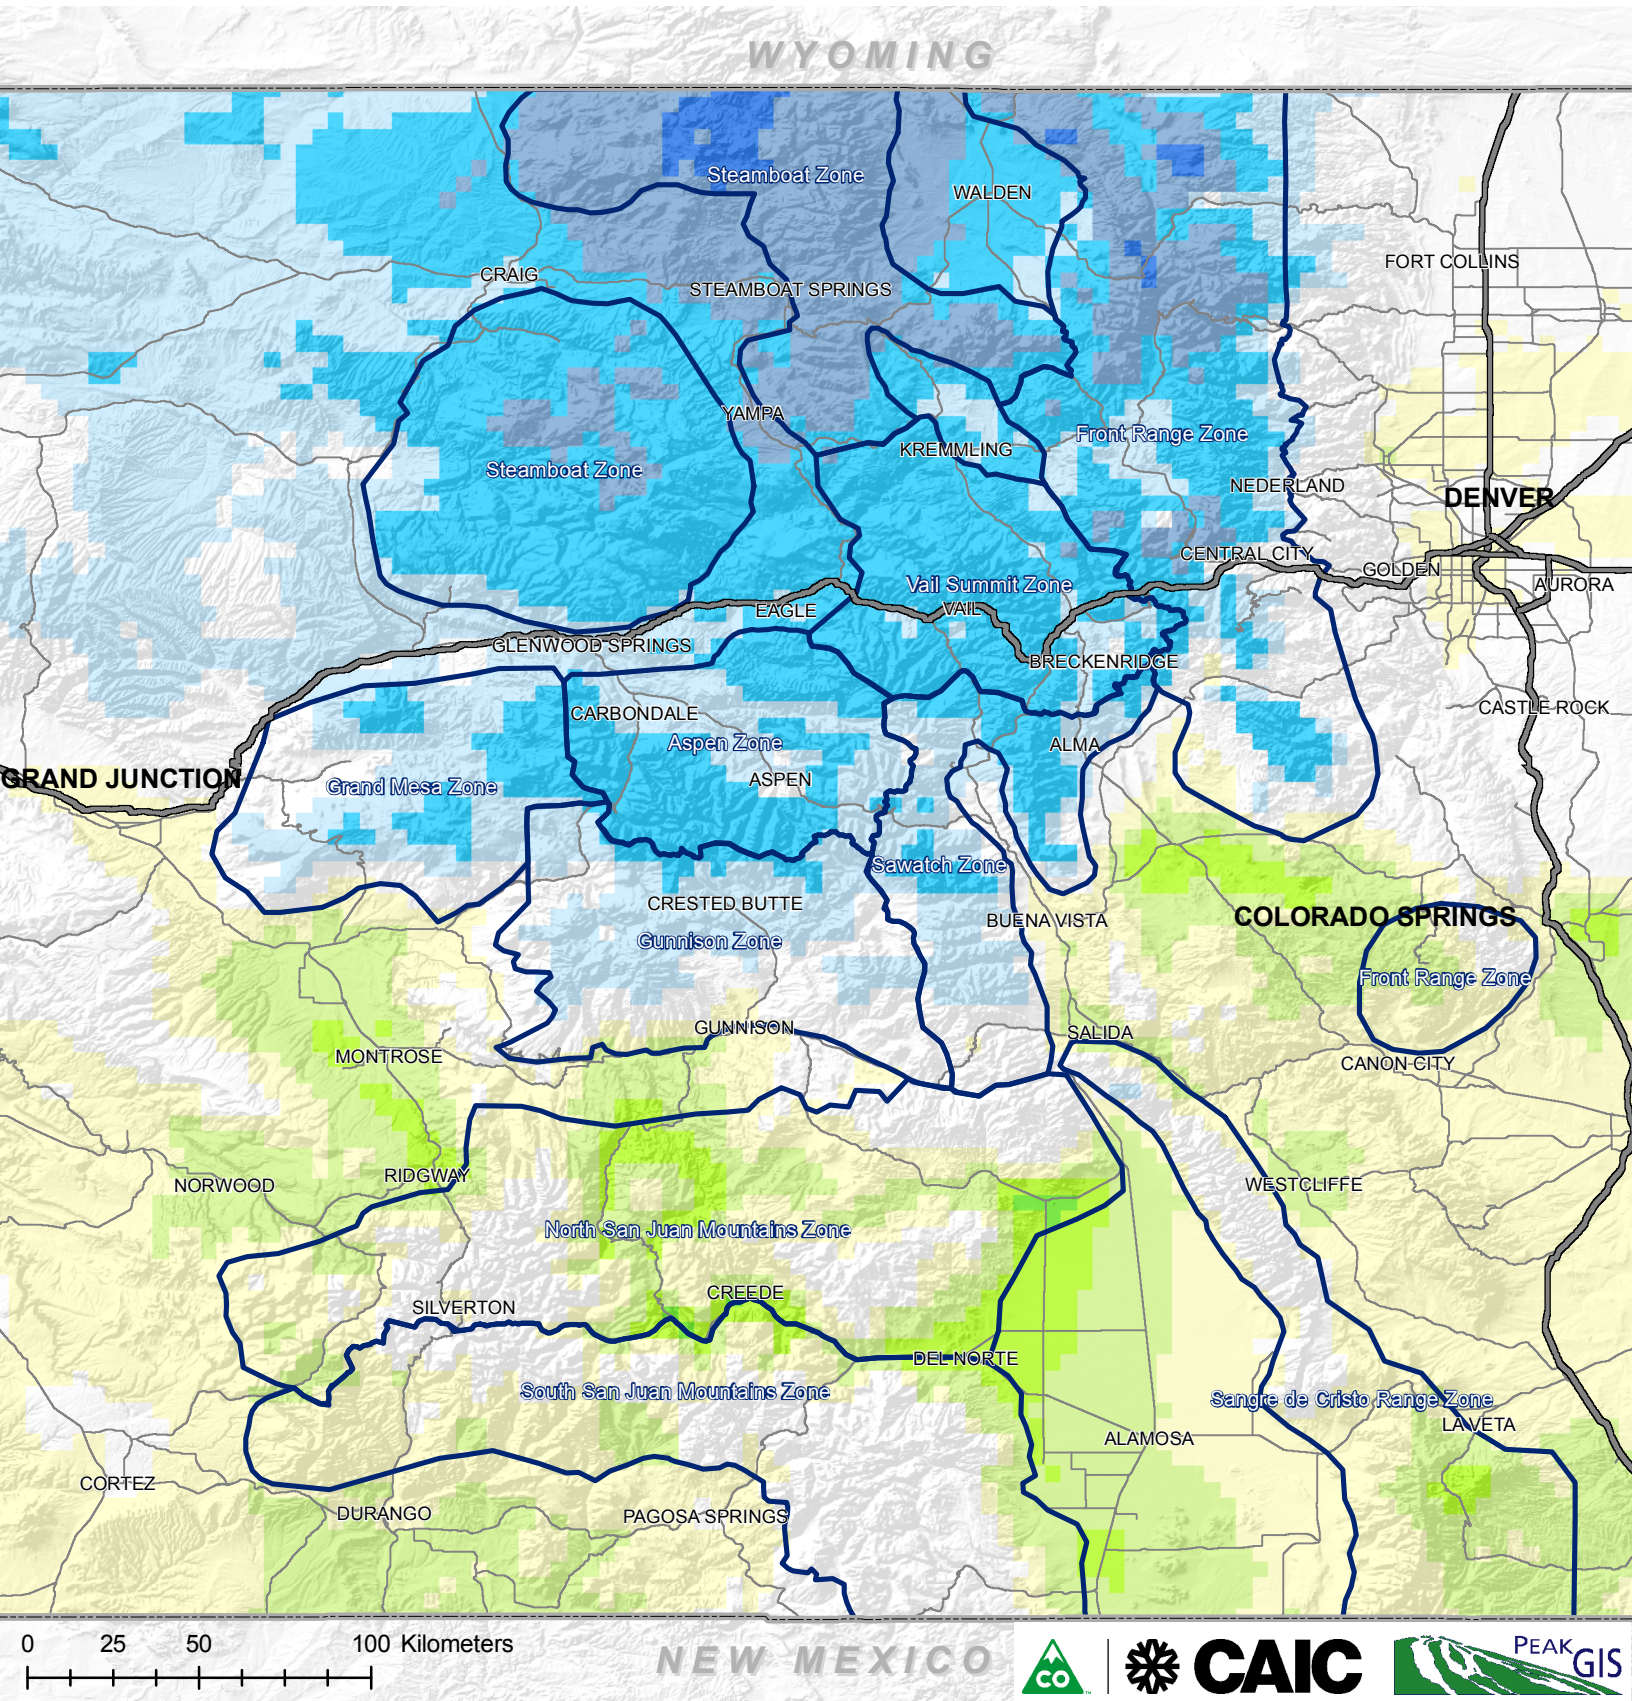 WYOMING
Steamboat Zone
WALDEN
FORT COLLINS
CRAIG
STEAMBOAT SPRINGS
YAMPA
Front Range Zone
KREMMLING
Steamboat Zone
NEDERLAND
DENVER
CENTRAL CITY
GOLDEN
AURORA
Vail Summit Zone
EAGLE
VAIL
GLENWOOD SPRINGS
BRECKENRIDGE
CARBONDALE
CASTLE ROCK
Aspen Zone
ALMA
GRAND JUNCTION
ASPEN
Grand Mesa Zone
Sawatch Zone
CRESTED BUTTE
BUENA VISTA
COLORADO SPRINGS
Gunnison Zone
Front Range Zone
GUNNISON
SALIDA
MONTROSE
CANON CITY
RIDGWAY
NORWOOD
WESTCLIFFE
North San Juan Mountains Zone
CREEDE
SILVERTON
DEL NORTE
South San Juan Mountains Zone
Sangre de Cristo Range Zone
LA VETA
ALAMOSA
CORTEZ
DURANGO
PAGOSA SPRINGS
0 25 50 100 Kilometers
NEW MEXICO
CO
CAIC
PEAK
GIS